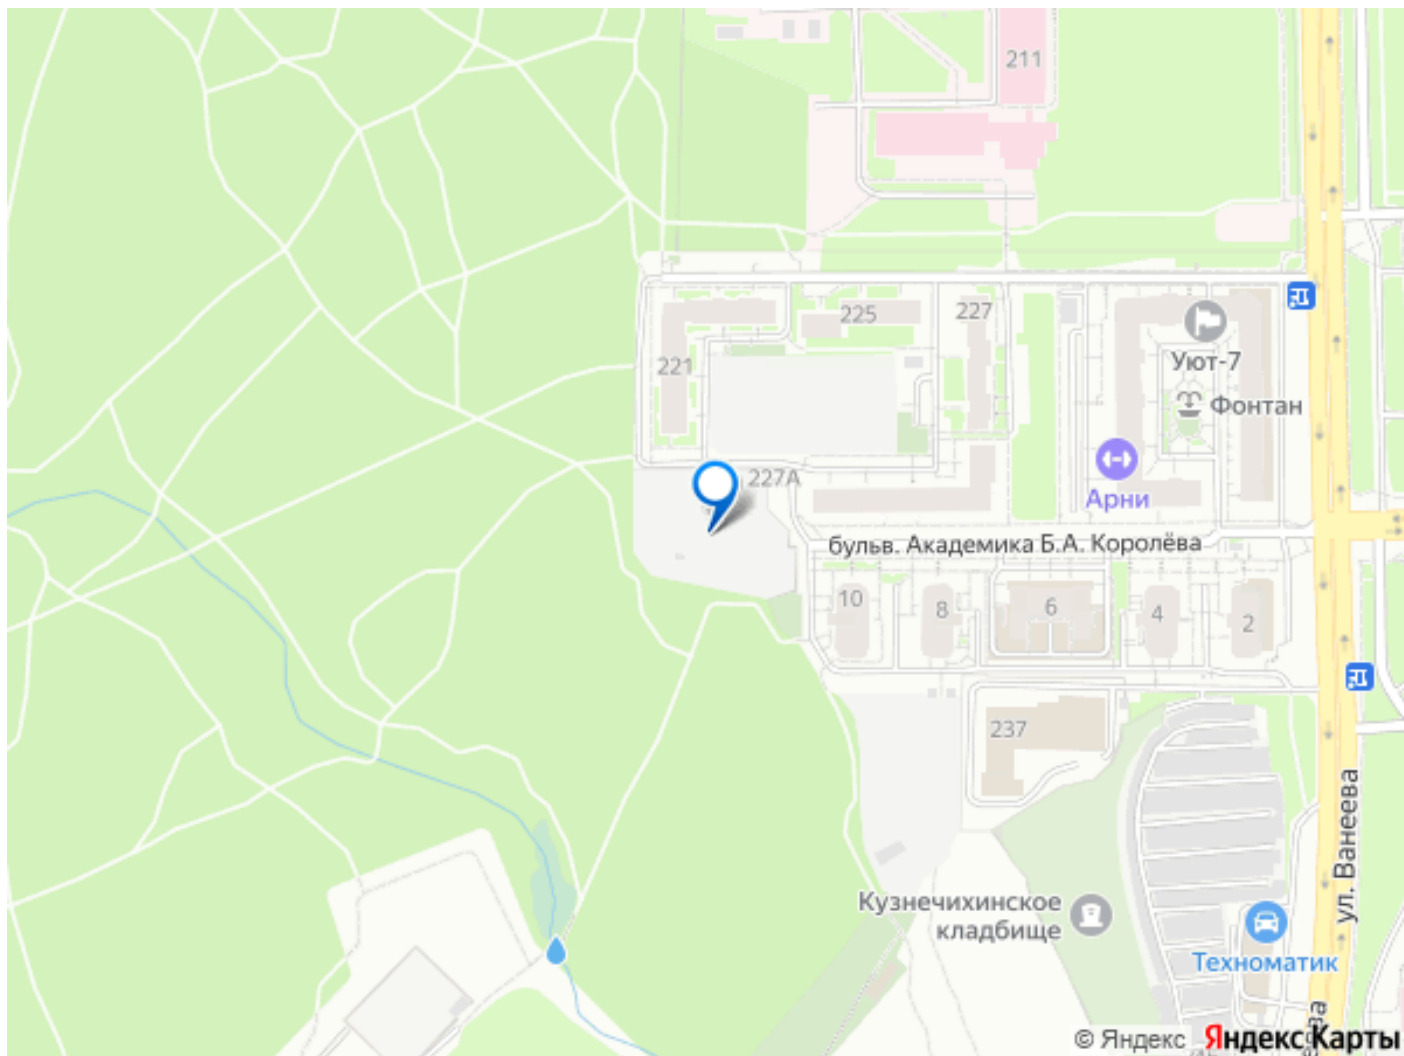 211
225
227
221
Уют-7
Фонтан
227А
Арни
бульв. Академика Б.А. Королёва
10
8
6
4
2
237
ул. Ванеева
Кузнечихинское
кладбище
Техноматик
© Яндекс Яндекс Карты